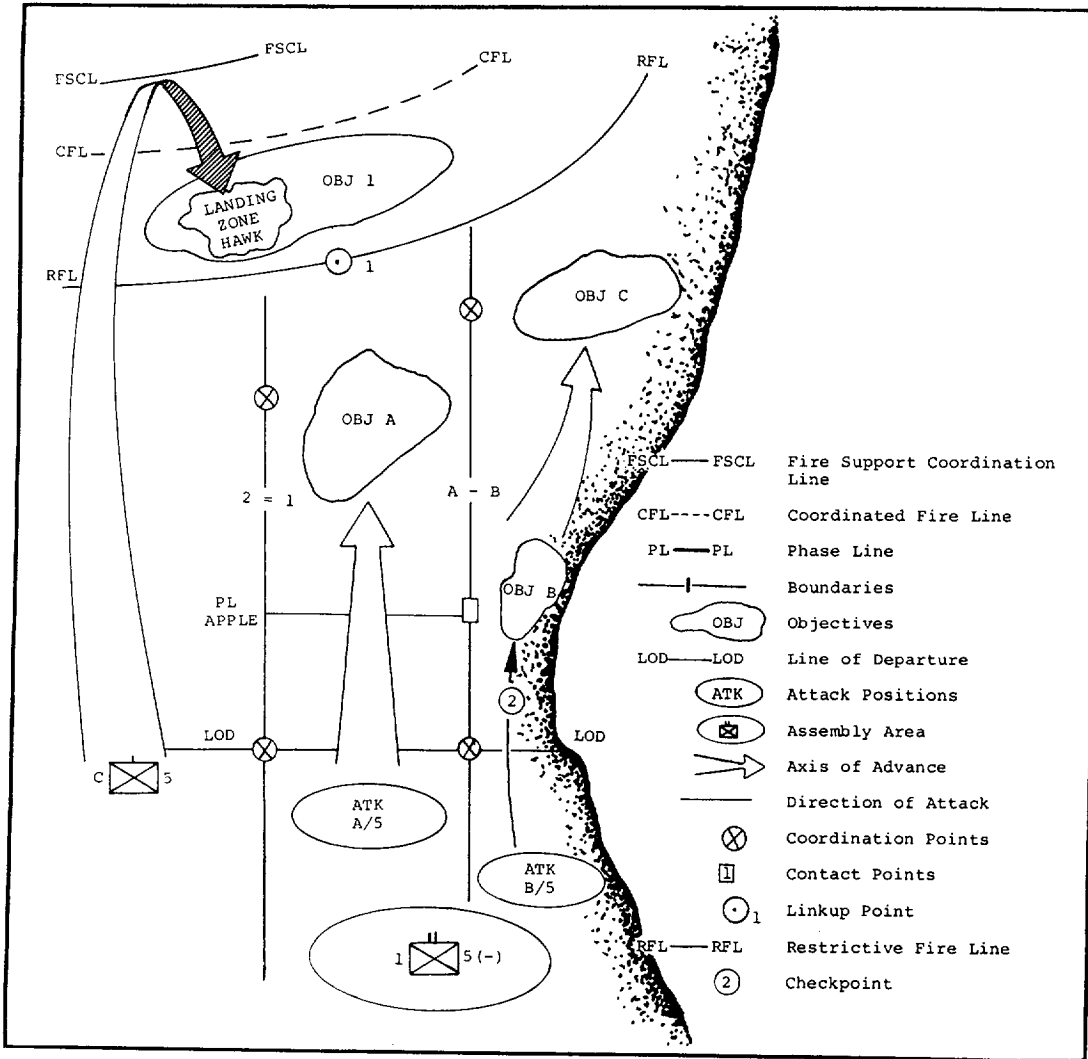 FSCL
FSCL
CFL
RFL
CFL
OBJ 1
LANDING
ZONE
HAWK
RFL
1
OBJ C
OBJ A
2 = 1
A - B
OBJ B
PL
APPLE
2
LOD
LOD
C 5
ATK
A/5
ATK
B/5
1 5(-)
FSCL FSCL Fire Support Coordination
Line
CFL----CFL Coordinated Fire Line
PL PL Phase Line
Boundaries
OBJ Objectives
LOD LOD Line of Departure
ATK Attack Positions
Assembly Area
Axis of Advance
Direction of Attack
Coordination Points
1 Contact Points
1 Linkup Point
RFL RFL Restrictive Fire Line
2 Checkpoint